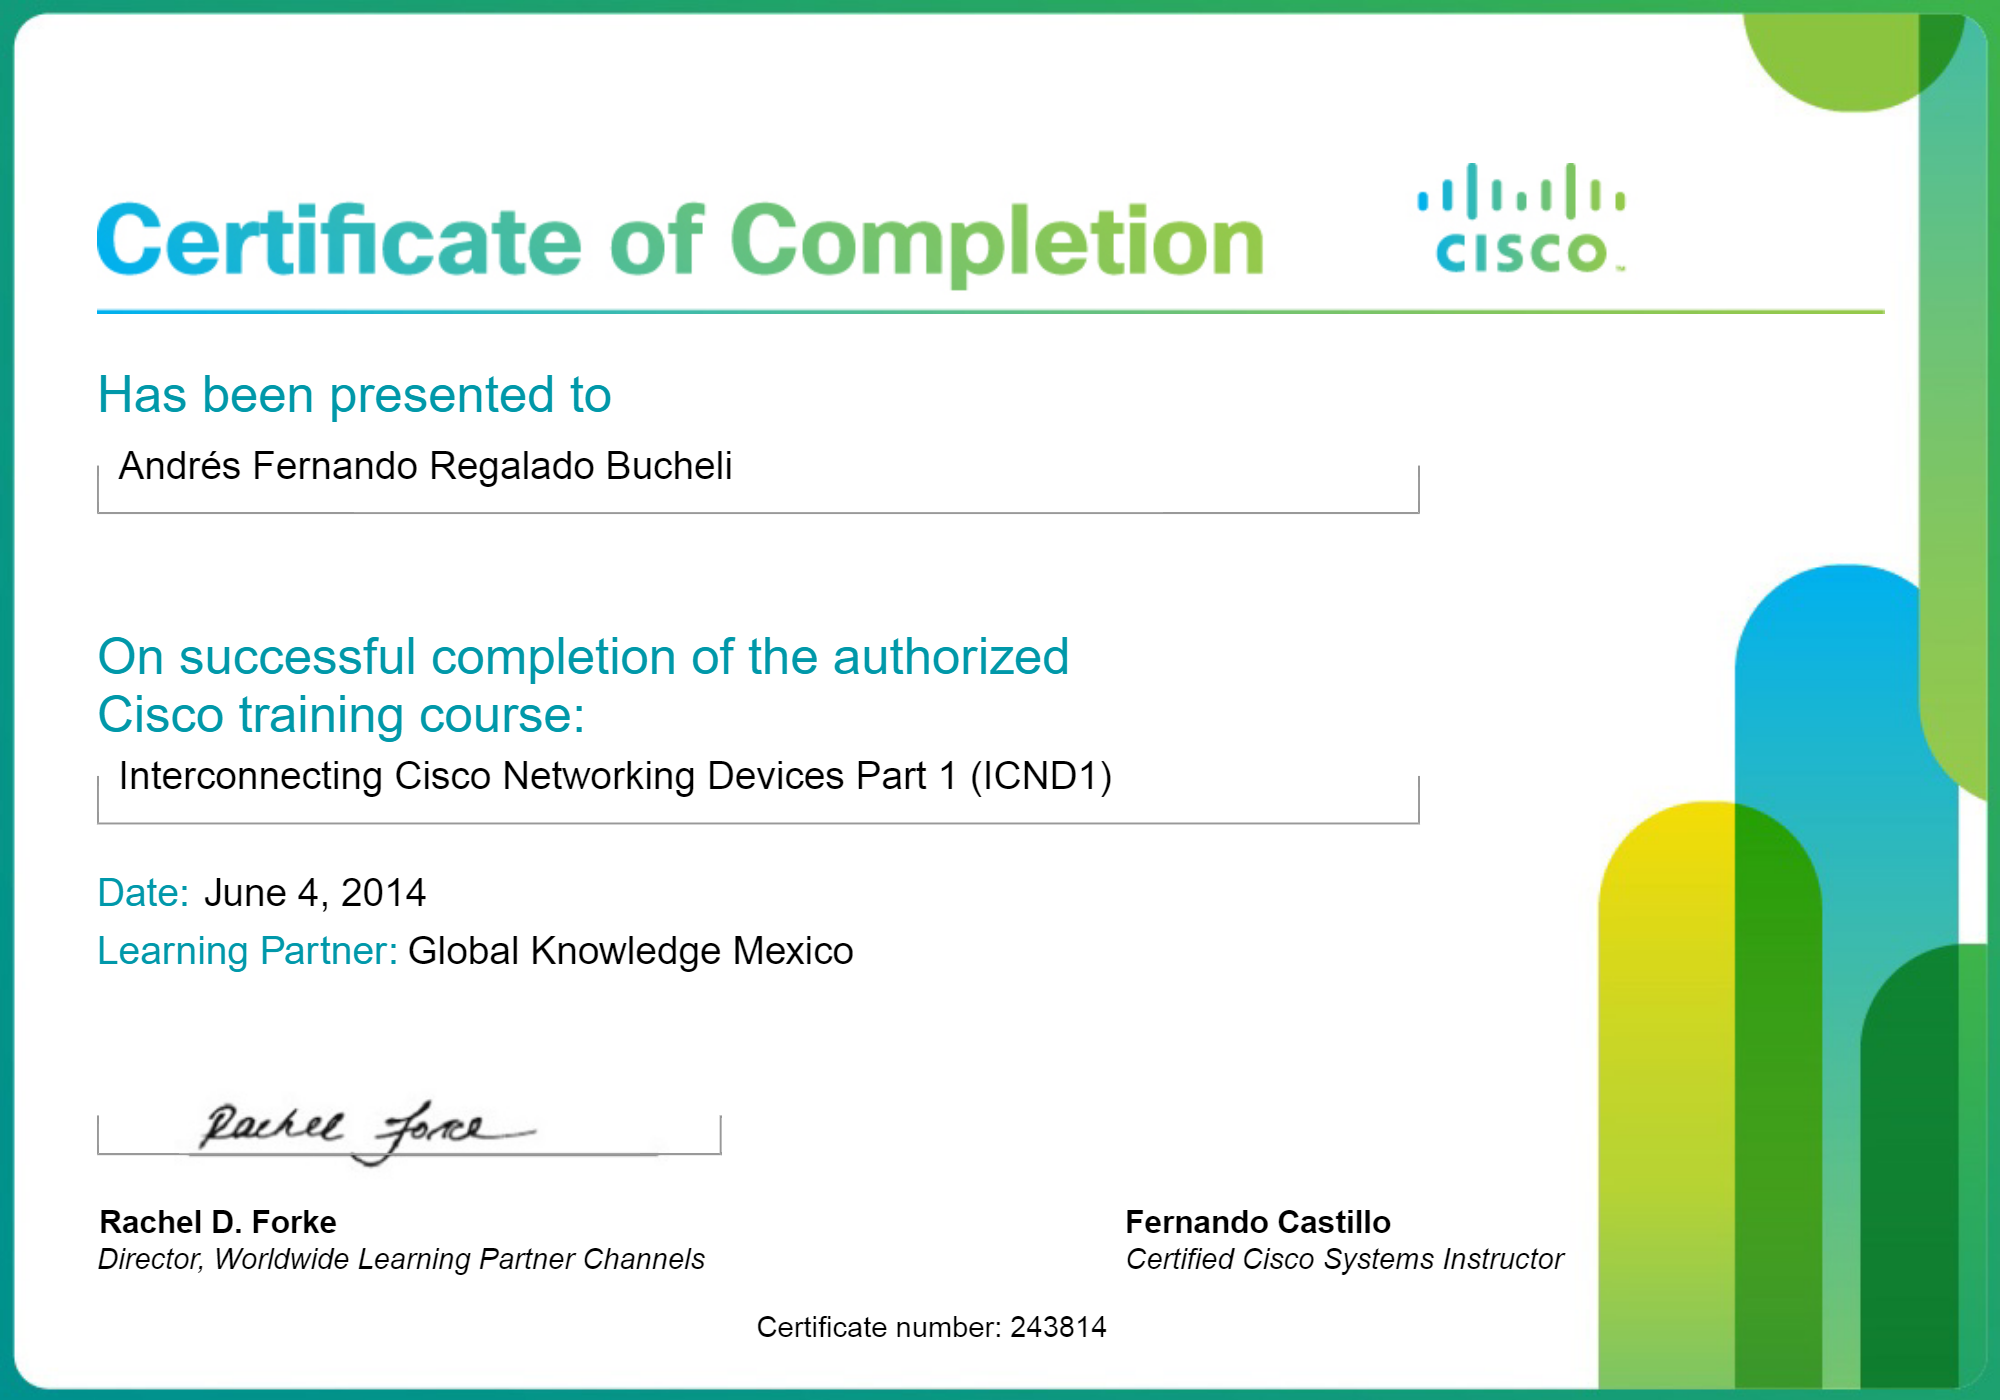 Certificate of Completion
CISCO™
Has been presented to
Andrés Fernando Regalado Bucheli
On successful completion of the authorized
Cisco training course:
Interconnecting Cisco Networking Devices Part 1 (ICND1)
Date: June 4, 2014
Learning Partner: Global Knowledge Mexico
Rachel Forke
Rachel D. Forke
Director, Worldwide Learning Partner Channels
Fernando Castillo
Certified Cisco Systems Instructor
Certificate number: 243814